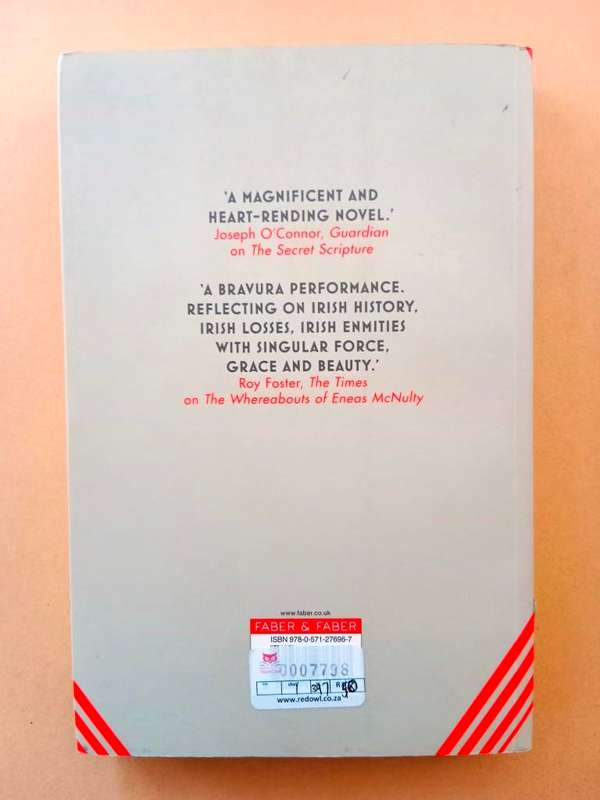 ‘A MAGNIFICENT AND
HEART-RENDING NOVEL.’
Joseph O’Connor, Guardian
on The Secret Scripture
‘A BRAVURA PERFORMANCE.
REFLECTING ON IRISH HISTORY,
IRISH LOSSES, IRISH ENMITIES
WITH SINGULAR FORCE,
GRACE AND BEAUTY.’
Roy Foster, The Times
on The Whereabouts of Eneas McNulty
www.faber.co.uk
FABER & FABER
ISBN 978-0-571-27696-7
0007798
R
www.redowl.co.za